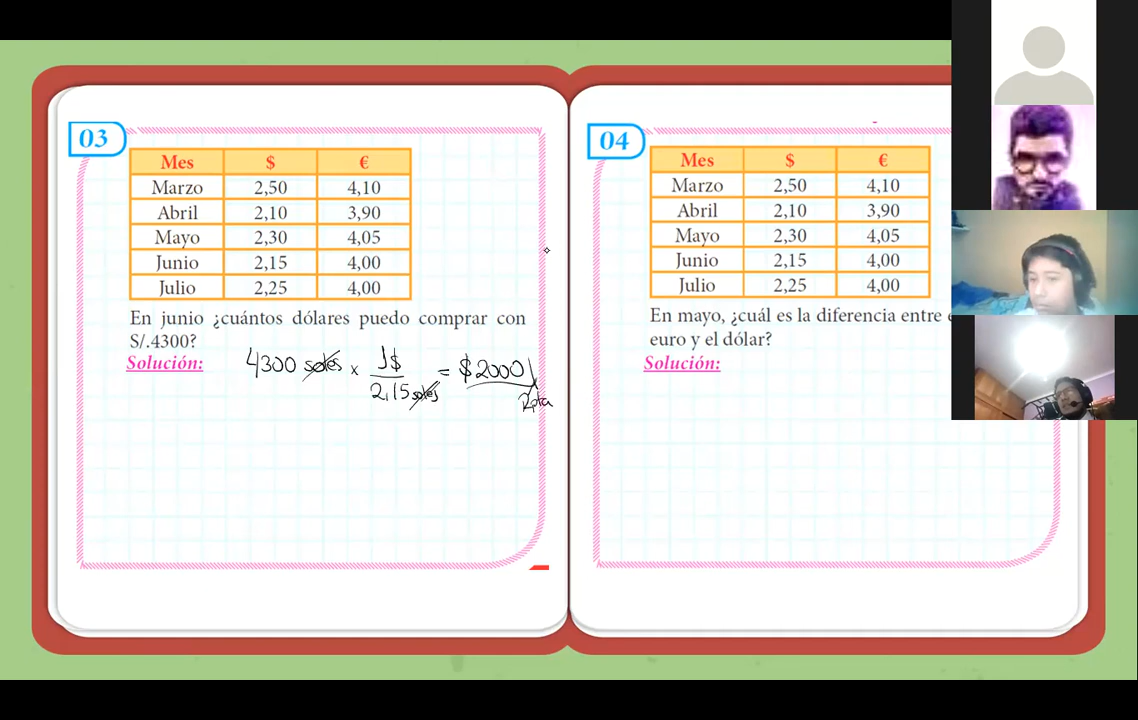 03
Mes $ €
Marzo 2,50 4,10
Abril 2,10 3,90
Mayo 2,30 4,05
Junio 2,15 4,00
Julio 2,25 4,00
En junio ¿cuántos dólares puedo comprar con
S/.4300?
Solución: 4300 soles x 1$ / 2,15 soles = $2000
Rpta
04
Mes $ €
Marzo 2,50 4,10
Abril 2,10 3,90
Mayo 2,30 4,05
Junio 2,15 4,00
Julio 2,25 4,00
En mayo, ¿cuál es la diferencia entre e
euro y el dólar?
Solución: